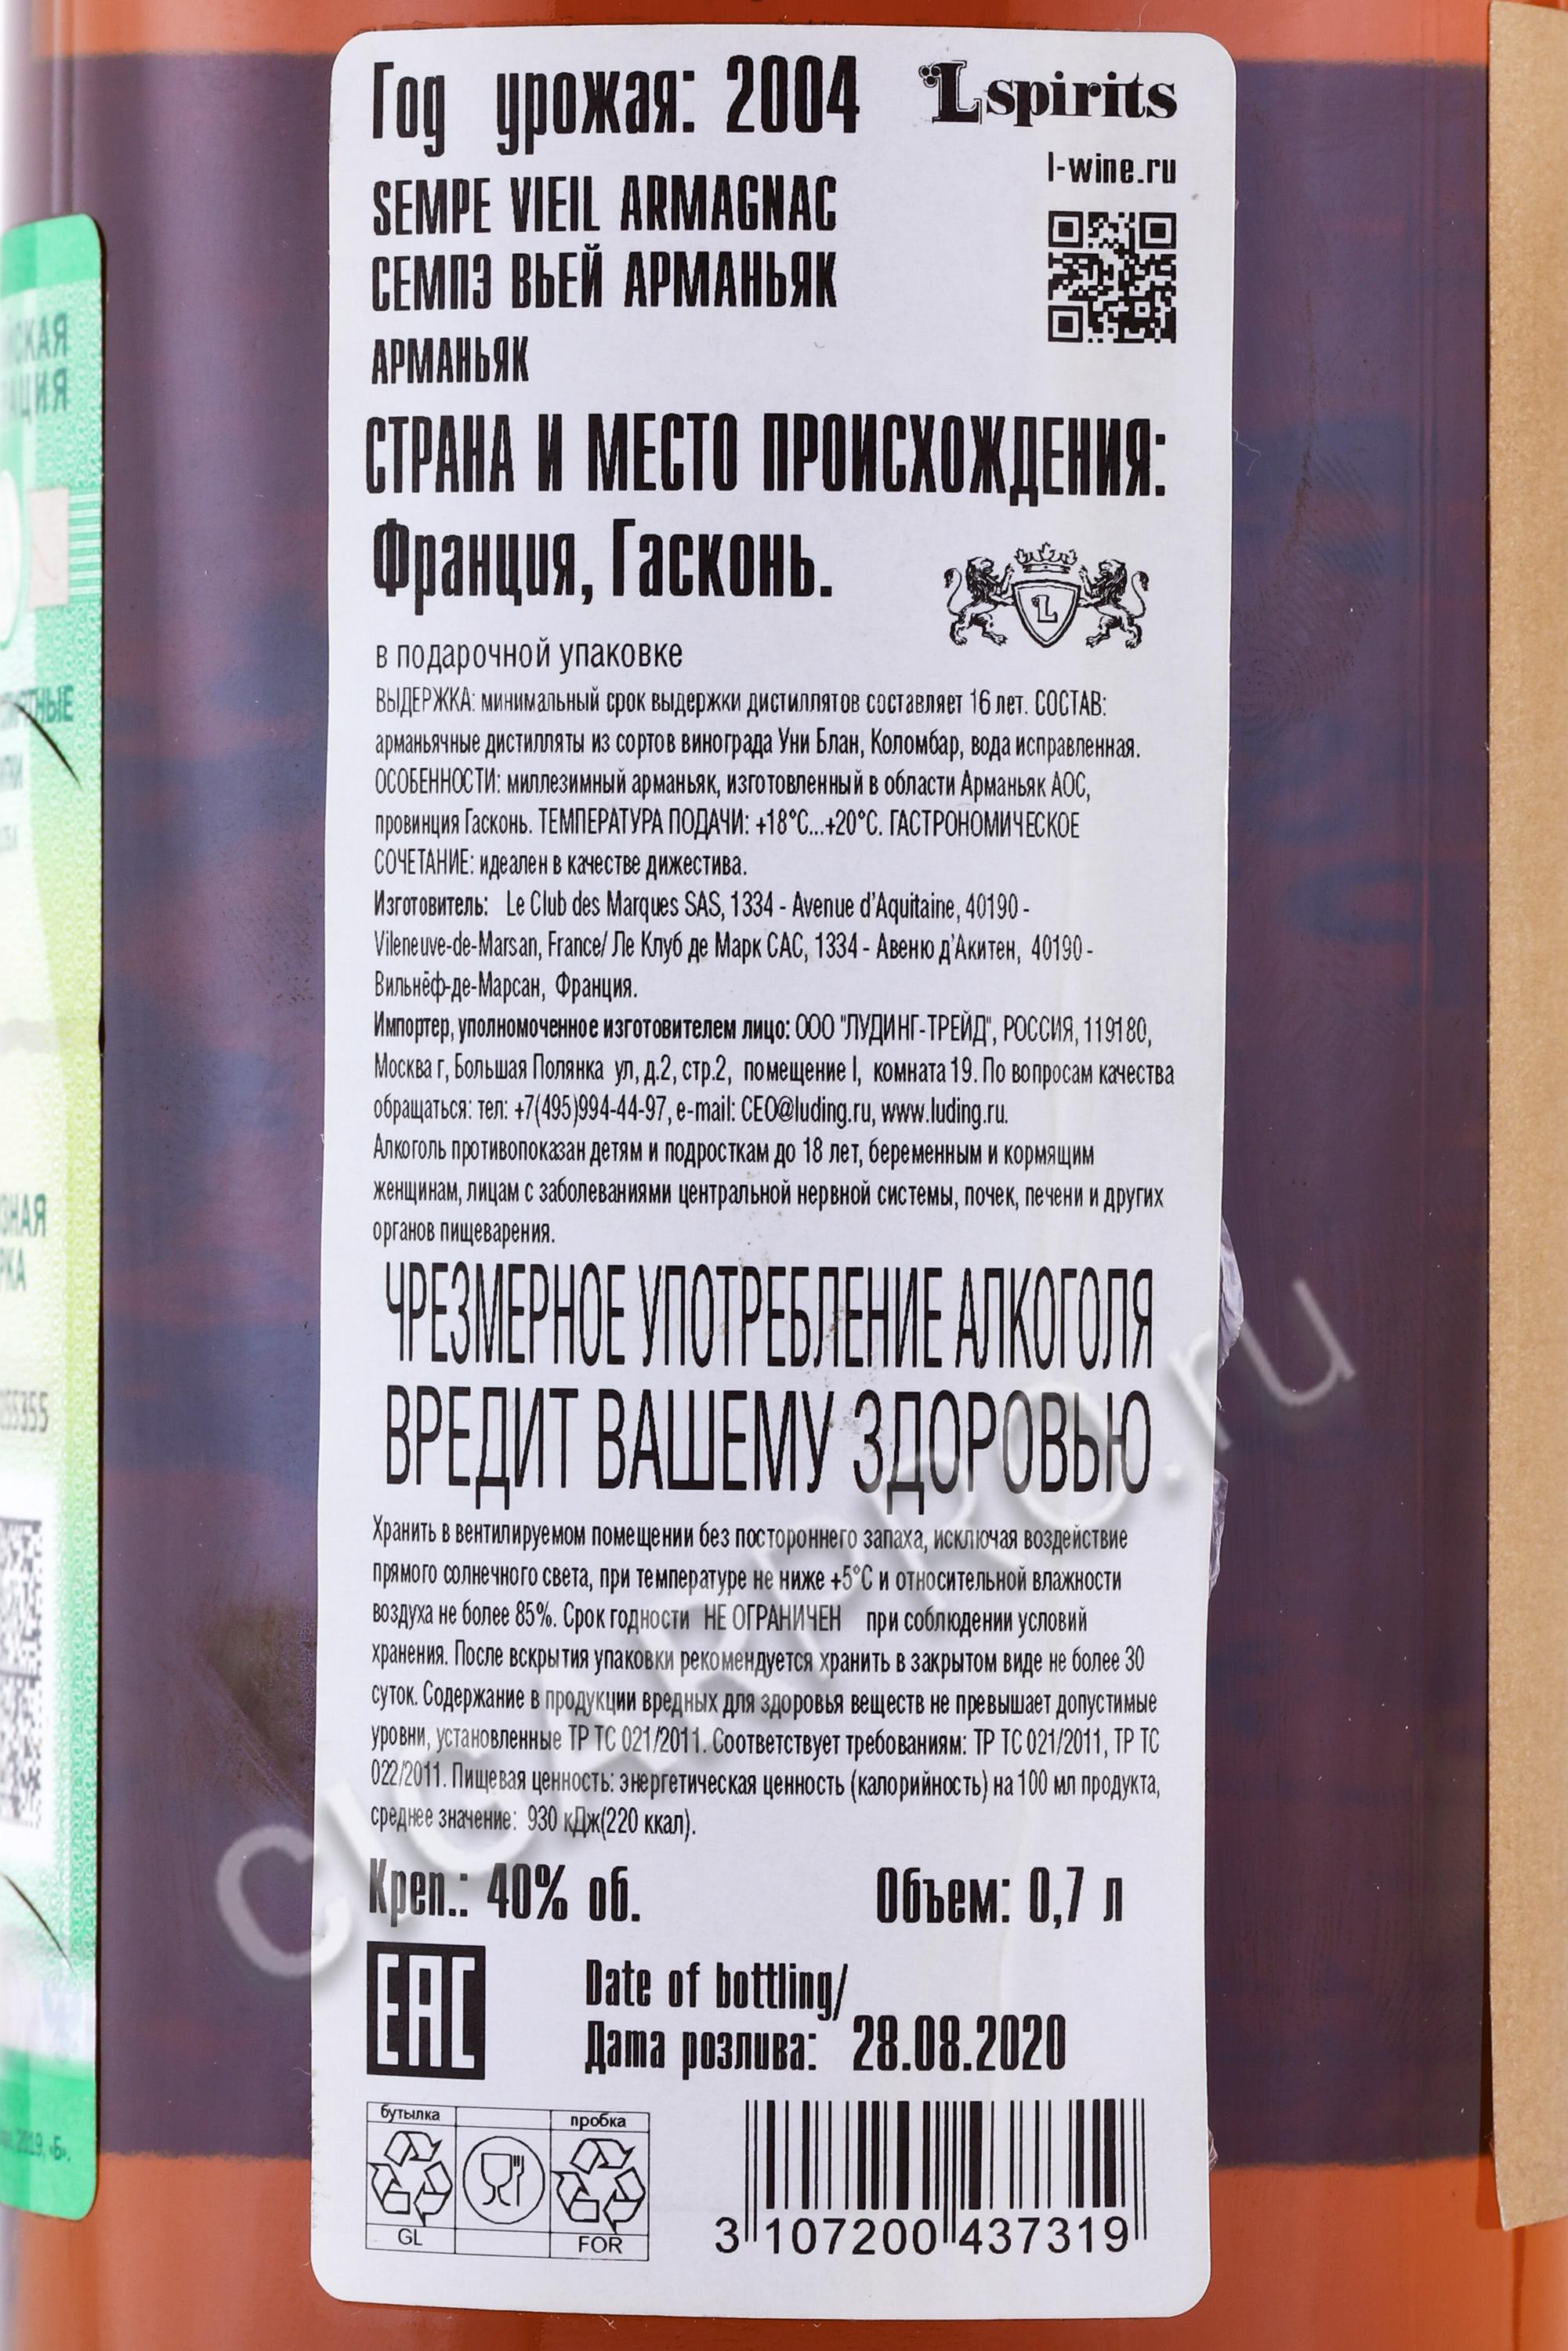 Год урожая: 2004
L spirits
l-wine.ru
SEMPE VIEIL ARMAGNAC
СЕМПЭ ВЬЕЙ АРМАНЬЯК
АРМАНЬЯК
СТРАНА И МЕСТО ПРОИСХОЖДЕНИЯ:
Франция, Гасконь.
L
в подарочной упаковке
ВЫДЕРЖКА: минимальный срок выдержки дистиллятов составляет 16 лет. СОСТАВ:
арманьячные дистилляты из сортов винограда Уни Блан, Коломбар, вода исправленная.
ОСОБЕННОСТИ: миллезимный арманьяк, изготовленный в области Арманьяк АОС,
провинция Гасконь. ТЕМПЕРАТУРА ПОДАЧИ: +18°С...+20°С. ГАСТРОНОМИЧЕСКОЕ
СОЧЕТАНИЕ: идеален в качестве дижестива.
Изготовитель: Le Club des Marques SAS, 1334 - Avenue d'Aquitaine, 40190 -
Vileneuve-de-Marsan, France/ Ле Клуб де Марк САС, 1334 - Авеню д'Акитен, 40190 -
Вильнёф-де-Марсан, Франция.
Импортер, уполномоченное изготовителем лицо: ООО "ЛУДИНГ-ТРЕЙД", РОССИЯ, 119180,
Москва г, Большая Полянка ул, д.2, стр.2, помещение I, комната 19. По вопросам качества
обращаться: тел: +7(495)994-44-97, e-mail: CEO@luding.ru, www.luding.ru.
Алкоголь противопоказан детям и подросткам до 18 лет, беременным и кормящим
женщинам, лицам с заболеваниями центральной нервной системы, почек, печени и других
органов пищеварения.
ЧРЕЗМЕРНОЕ УПОТРЕБЛЕНИЕ АЛКОГОЛЯ
ВРЕДИТ ВАШЕМУ ЗДОРОВЬЮ
Хранить в вентилируемом помещении без постороннего запаха, исключая воздействие
прямого солнечного света, при температуре не ниже +5°С и относительной влажности
воздуха не более 85%. Срок годности НЕ ОГРАНИЧЕН при соблюдении условий
хранения. После вскрытия упаковки рекомендуется хранить в закрытом виде не более 30
суток. Содержание в продукции вредных для здоровья веществ не превышает допустимые
уровни, установленные ТР ТС 021/2011. Соответствует требованиям: ТР ТС 021/2011, ТР ТС
022/2011. Пищевая ценность: энергетическая ценность (калорийность) на 100 мл продукта,
среднее значение: 930 кДж(220 ккал).
Креп.: 40% об.
Объем: 0,7 л
EAC
Date of bottling/
Дата розлива: 28.08.2020
бутылка
пробка
GL
FOR
3 107200 437319
CIGARPRO.ru